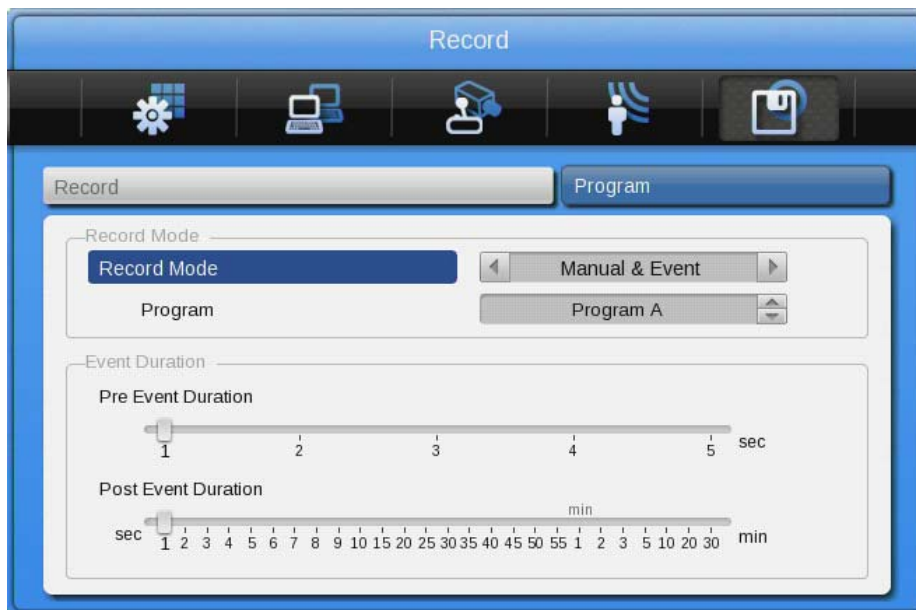 Record
Record Program
Record Mode
Record Mode Manual & Event
Program Program A
Event Duration
Pre Event Duration
1 2 3 4 5 sec
Post Event Duration
min
sec 1 2 3 4 5 6 7 8 9 10 15 20 25 30 35 40 45 50 55 1 2 3 5 10 20 30 min